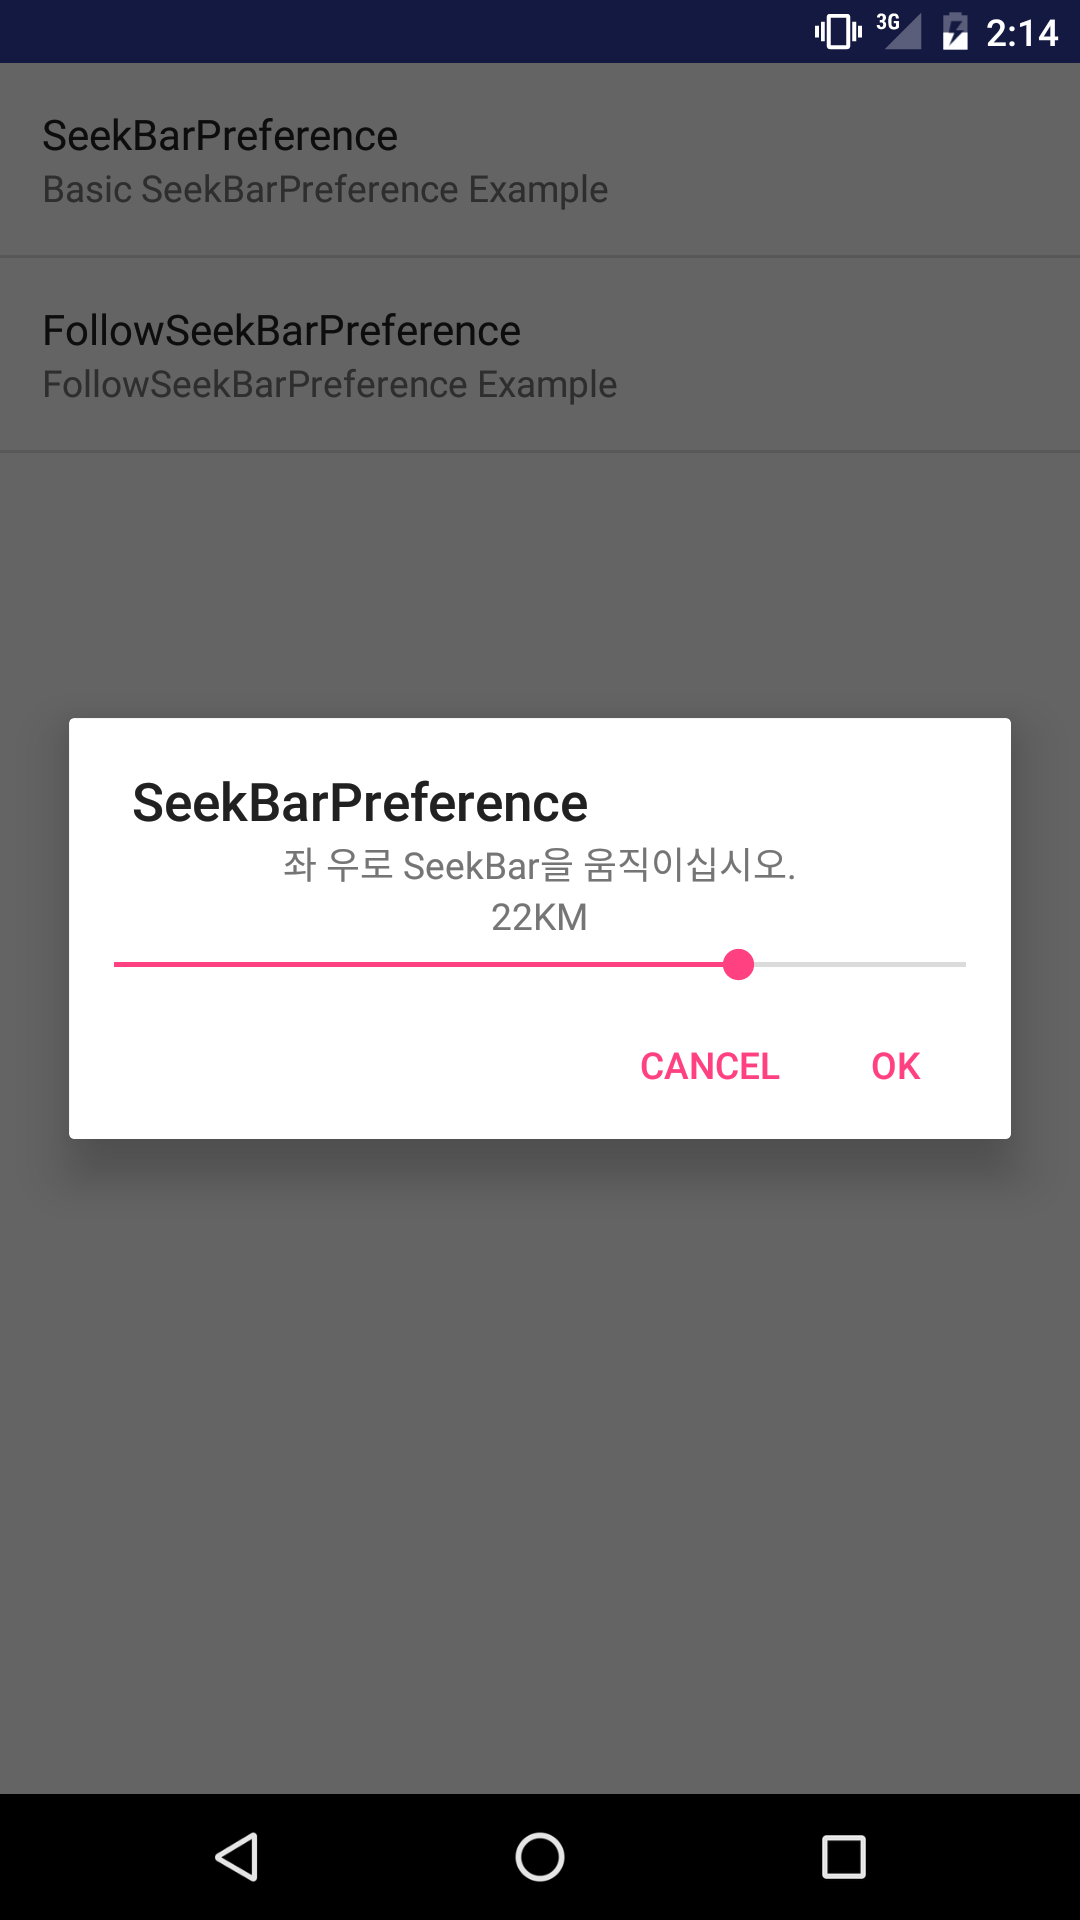 3G 2:14
SeekBarPreference
Basic SeekBarPreference Example
FollowSeekBarPreference
FollowSeekBarPreference Example
SeekBarPreference
좌 우로 SeekBar을 움직이십시오.
22KM
CANCEL OK